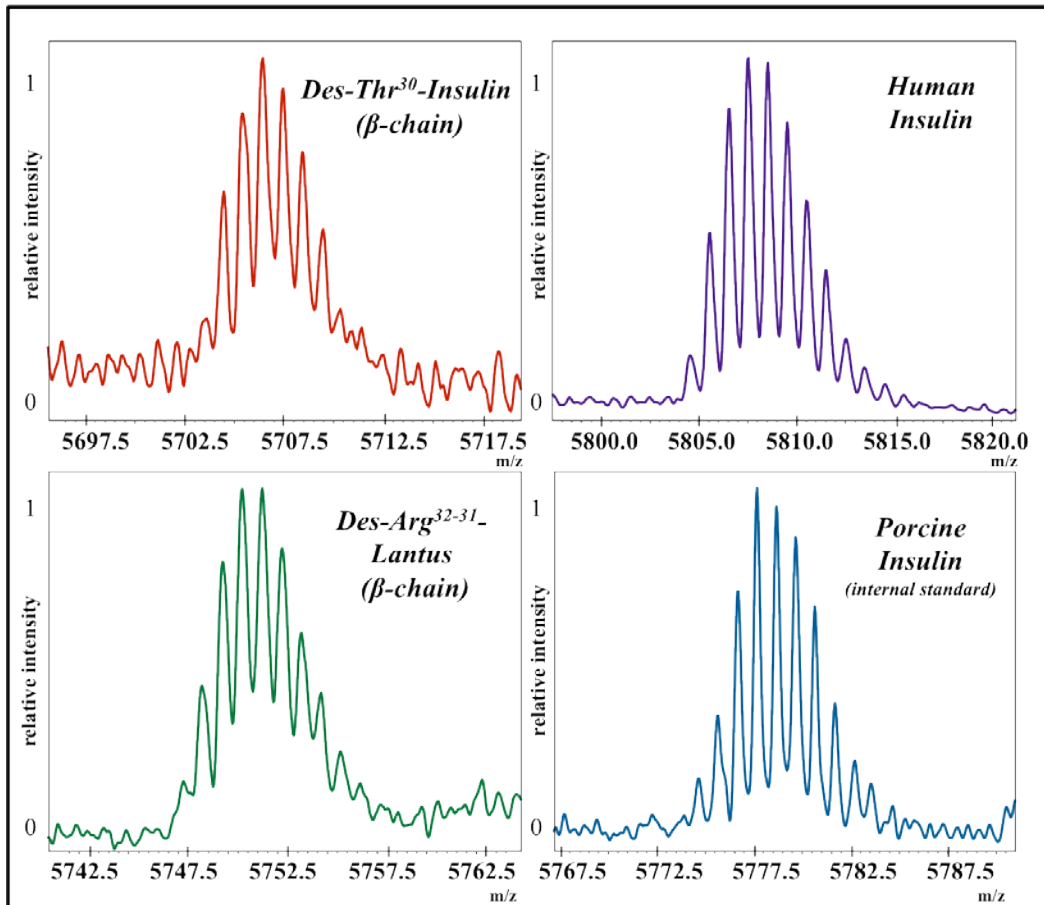 Des-Thr³⁰-Insulin
(β-chain)
relative intensity
1
0
5697.5 5702.5 5707.5 5712.5 5717.5
m/z
Human
Insulin
relative intensity
1
0
5800.0 5805.0 5810.0 5815.0 5820.0
m/z
Des-Arg³²⁻³¹-
Lantus
(β-chain)
relative intensity
1
0
5742.5 5747.5 5752.5 5757.5 5762.5
m/z
Porcine
Insulin
(internal standard)
relative intensity
1
0
5767.5 5772.5 5777.5 5782.5 5787.5
m/z